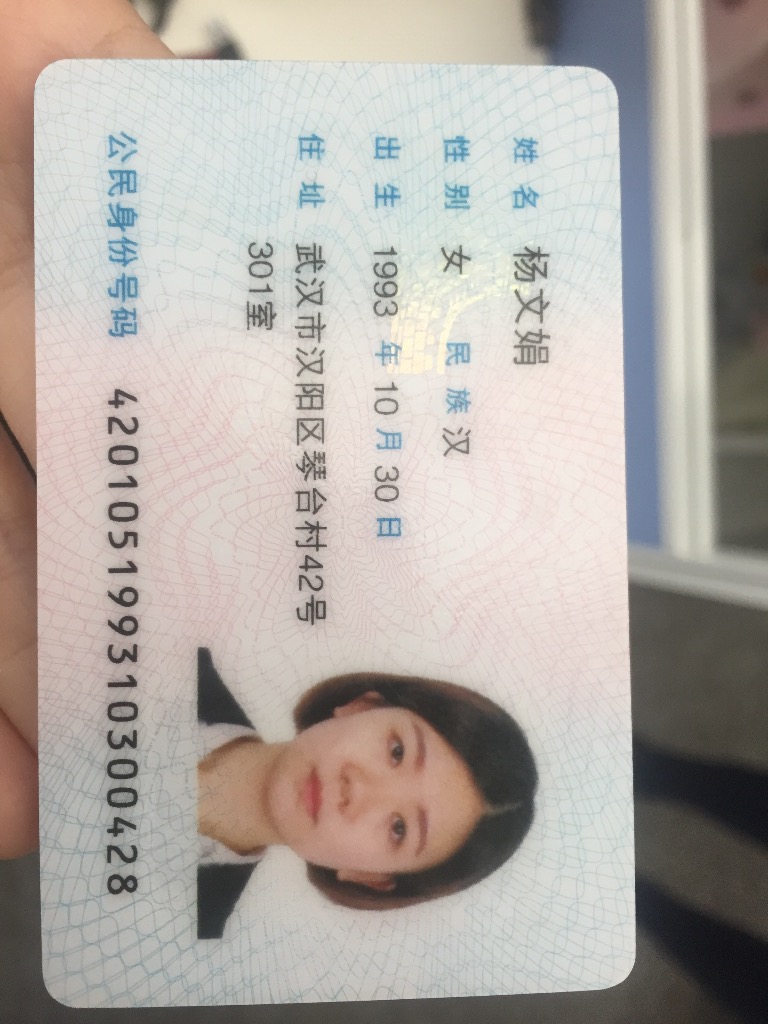 姓名 杨文娟
性别 女 民族 汉
出生 1993 年 10 月 30 日
住址 武汉市汉阳区琴台村42号
301室
公民身份号码 420105199310300428